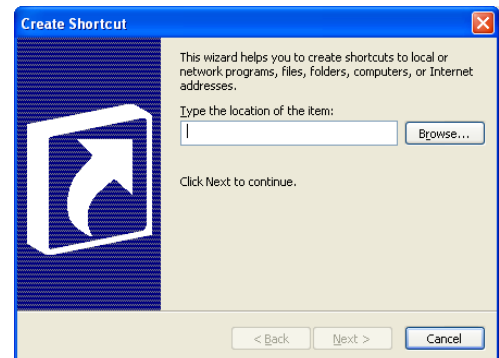 Create Shortcut
This wizard helps you to create shortcuts to local or
network programs, files, folders, computers, or Internet
addresses.
Type the location of the item:
Browse...
Click Next to continue.
< Back
Next >
Cancel